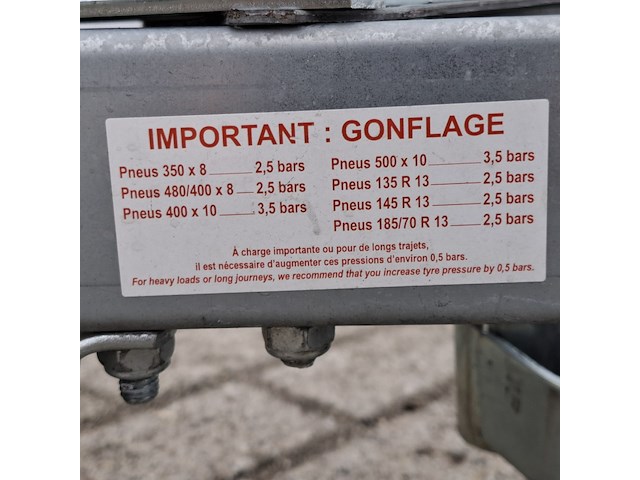 IMPORTANT : GONFLAGE
Pneus 350 x 8 2,5 bars
Pneus 480/400 x 8 2,5 bars
Pneus 400 x 10 3,5 bars
Pneus 500 x 10 3,5 bars
Pneus 135 R 13 2,5 bars
Pneus 145 R 13 2,5 bars
Pneus 185/70 R 13 2,5 bars
À charge importante ou pour de longs trajets,
il est nécessaire d'augmenter ces pressions d'environ 0,5 bars.
For heavy loads or long journeys, we recommend that you increase tyre pressure by 0,5 bars.